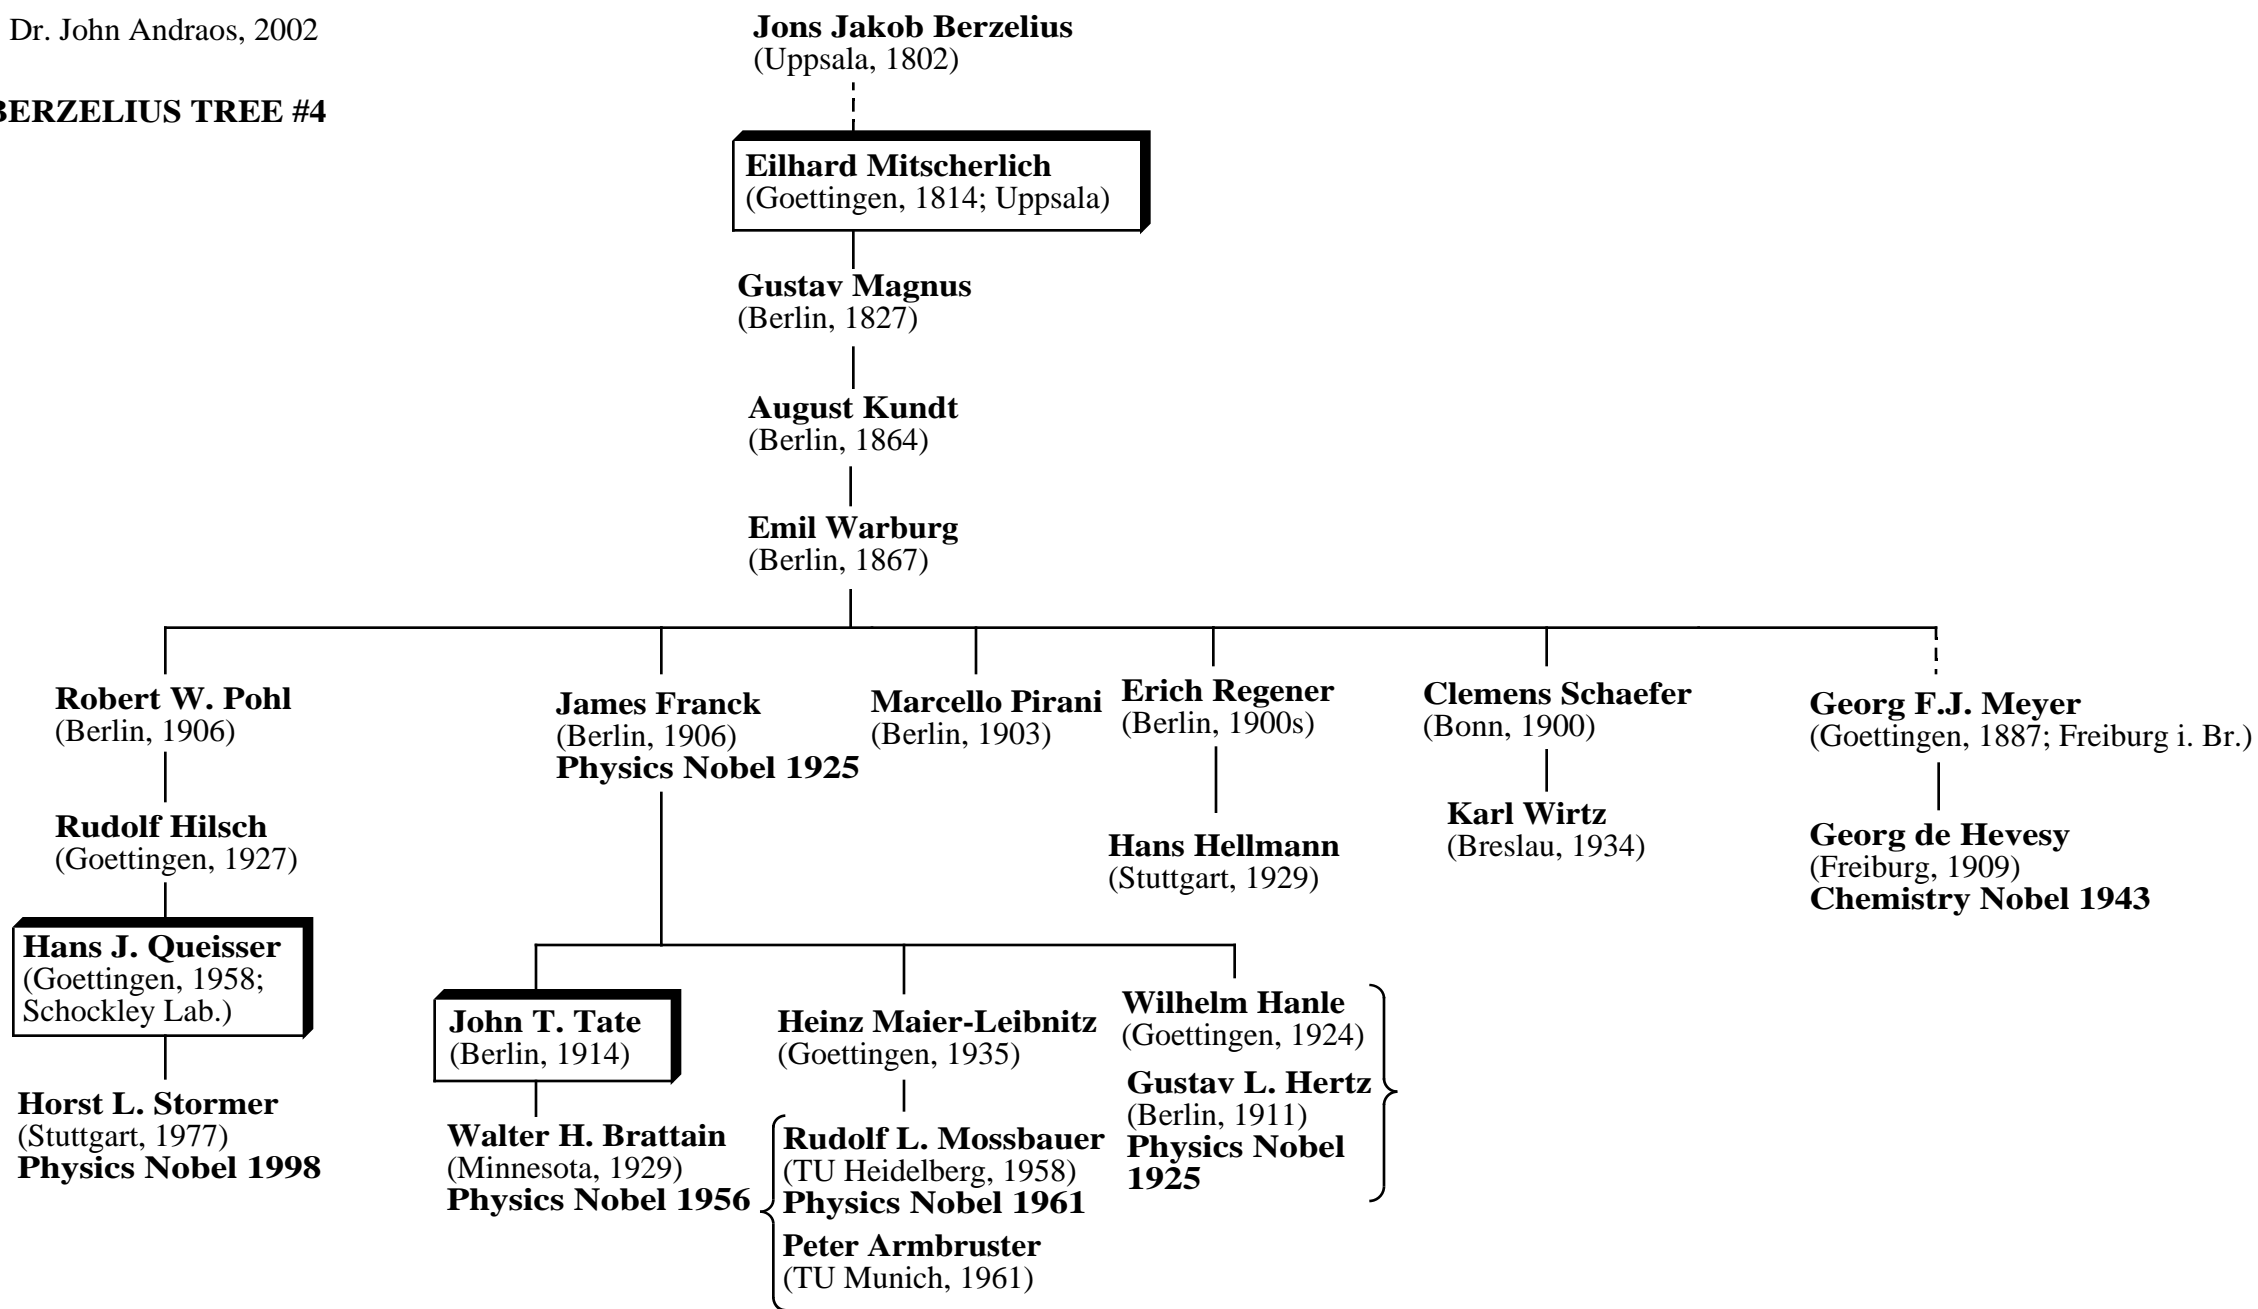 Dr. John Andraos, 2002
BERZELIUS TREE #4
Jons Jakob Berzelius
(Uppsala, 1802)
Eilhard Mitscherlich
(Goettingen, 1814; Uppsala)
Gustav Magnus
(Berlin, 1827)
August Kundt
(Berlin, 1864)
Emil Warburg
(Berlin, 1867)
Robert W. Pohl
(Berlin, 1906)
James Franck
(Berlin, 1906)
Physics Nobel 1925
Marcello Pirani
(Berlin, 1903)
Erich Regener
(Berlin, 1900s)
Clemens Schaefer
(Bonn, 1900)
Georg F.J. Meyer
(Goettingen, 1887; Freiburg i. Br.)
Rudolf Hilsch
(Goettingen, 1927)
Hans Hellmann
(Stuttgart, 1929)
Karl Wirtz
(Breslau, 1934)
Georg de Hevesy
(Freiburg, 1909)
Chemistry Nobel 1943
Hans J. Queisser
(Goettingen, 1958;
Schockley Lab.)
John T. Tate
(Berlin, 1914)
Heinz Maier-Leibnitz
(Goettingen, 1935)
Wilhelm Hanle
(Goettingen, 1924)
Gustav L. Hertz
(Berlin, 1911)
Physics Nobel
1925
Horst L. Stormer
(Stuttgart, 1977)
Physics Nobel 1998
Walter H. Brattain
(Minnesota, 1929)
Physics Nobel 1956
Rudolf L. Mossbauer
(TU Heidelberg, 1958)
Physics Nobel 1961
Peter Armbruster
(TU Munich, 1961)